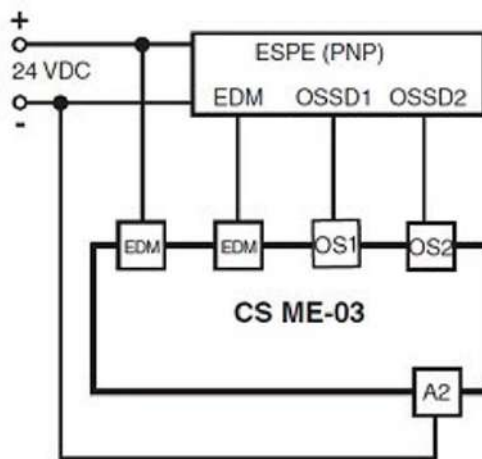 +
24 VDC
-
ESPE (PNP)
EDM OSSD1 OSSD2
EDM EDM OS1 OS2
CS ME-03
A2